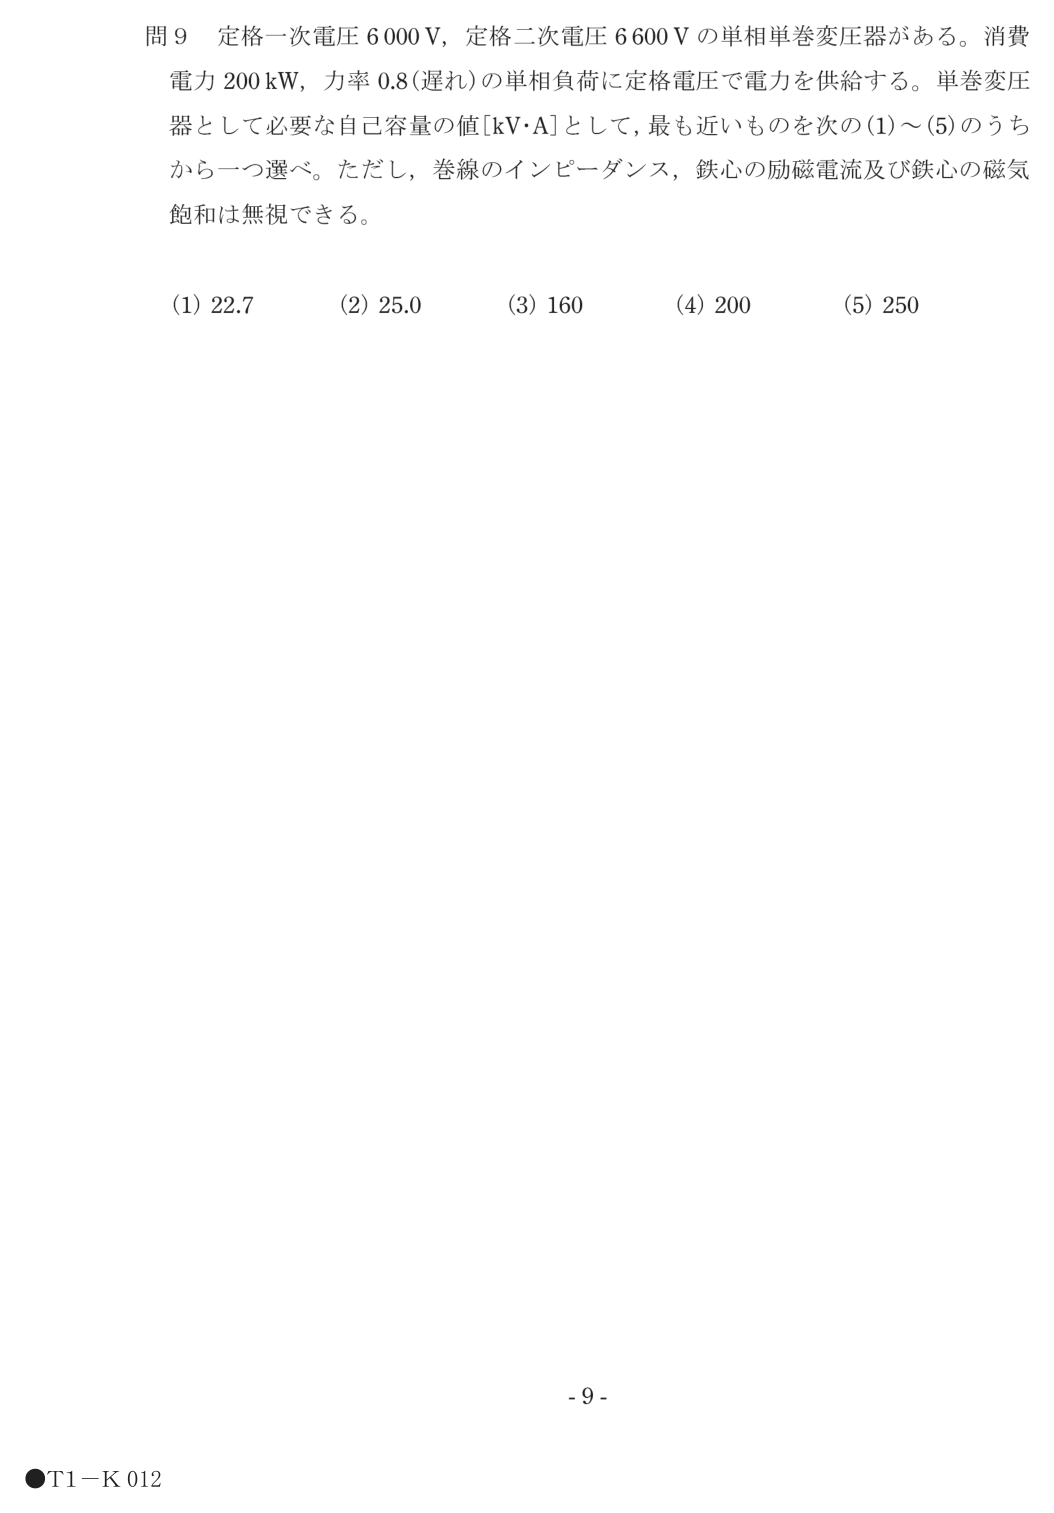 問９　定格一次電圧 6 000 V，定格二次電圧 6 600 V の単相単巻変圧器がある。消費
電力 200 kW，力率 0.8(遅れ)の単相負荷に定格電圧で電力を供給する。単巻変圧
器として必要な自己容量の値[kV･A]として，最も近いものを次の(1)～(5)のうち
から一つ選べ。ただし，巻線のインピーダンス，鉄心の励磁電流及び鉄心の磁気
飽和は無視できる。
(1) 22.7　(2) 25.0　(3) 160　(4) 200　(5) 250
- 9 -
●T1－K 012